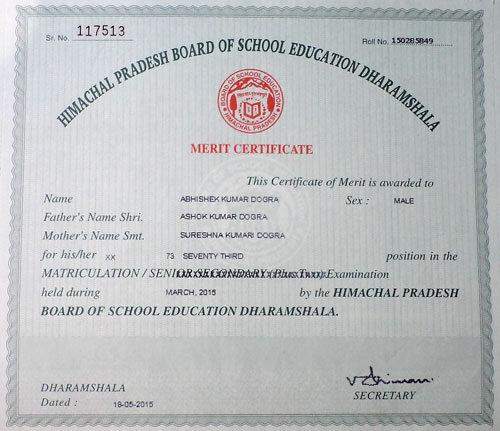 Sr. No. 117513
Roll No. 150285849
HIMACHAL PRADESH BOARD OF SCHOOL EDUCATION DHARAMSHALA
BOARD OF SCHOOL EDUCATION
HIMACHAL PRADESH
MERIT CERTIFICATE
This Certificate of Merit is awarded to
Name ABHISHEK KUMAR DOGRA Sex : MALE
Father's Name Shri. ASHOK KUMAR DOGRA
Mother's Name Smt. SURESHNA KUMARI DOGRA
for his/her XX 73 SEVENTY THIRD position in the
MATRICULATION / SENIOR SECONDARY (Plus Two) Examination
held during MARCH, 2015 by the HIMACHAL PRADESH
BOARD OF SCHOOL EDUCATION DHARAMSHALA.
DHARAMSHALA
Dated : 18-05-2015
SECRETARY